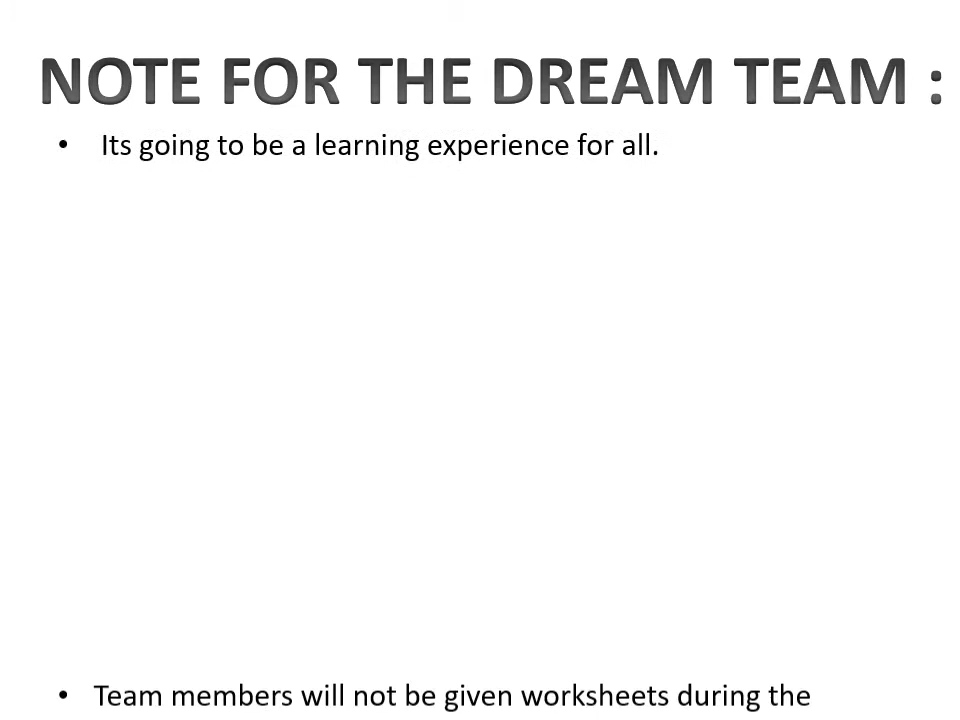 NOTE FOR THE DREAM TEAM :
• Its going to be a learning experience for all.
• Team members will not be given worksheets during the